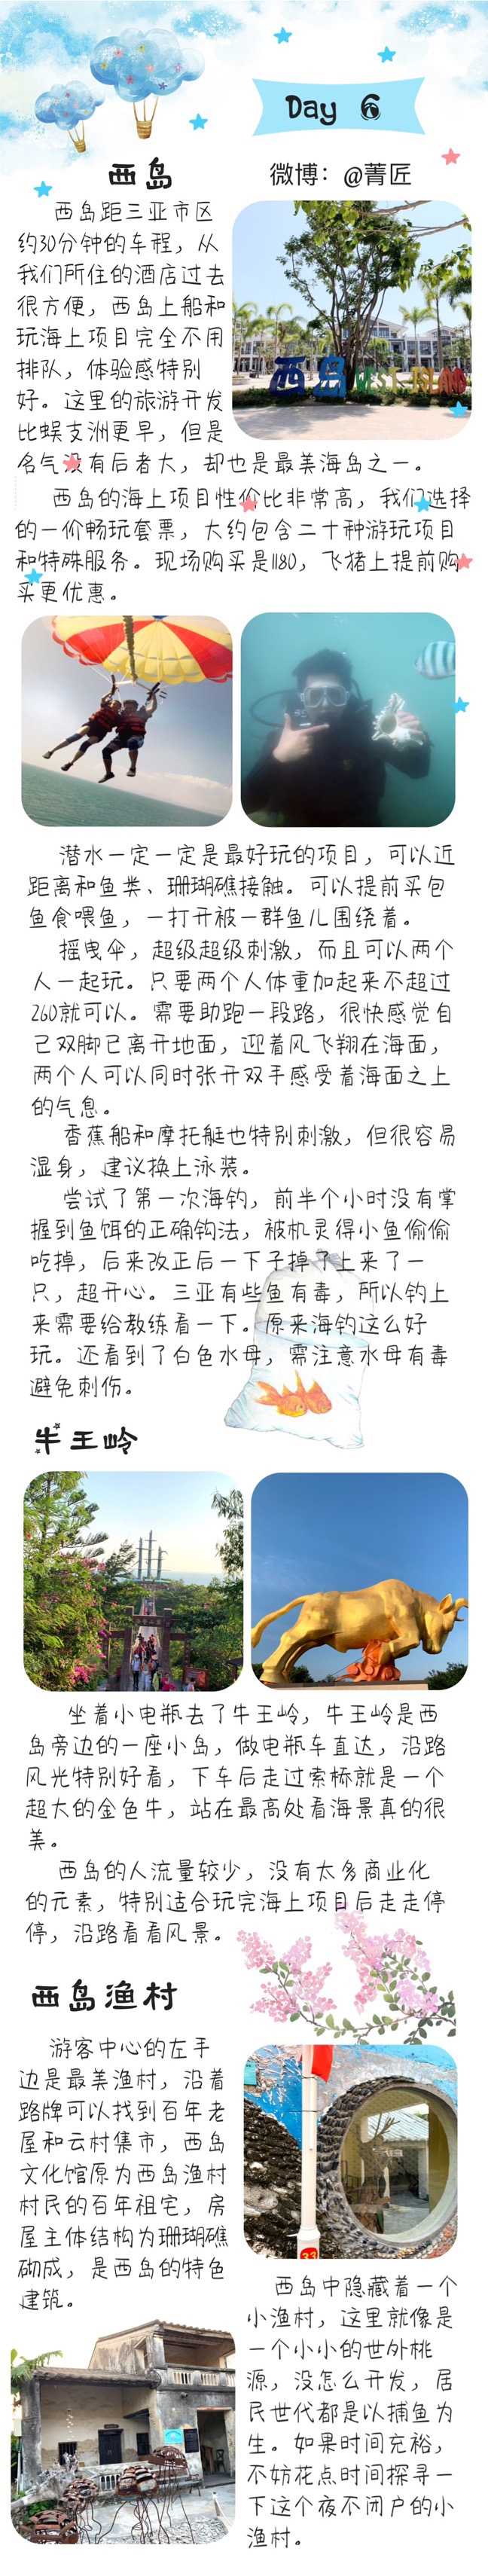 Day 6
西岛
微博：@菁匠
西岛距三亚市区
约30分钟的车程，从
我们所住的酒店过去
很方便，西岛上船和
玩海上项目完全不用
排队，体验感特别
好。这里的旅游开发
比蜈支洲更早，但是
名气没有后者大，却也是最美海岛之一。
西岛 WEST ISLAND
西岛的海上项目性价比非常高，我们选择
的一价畅玩套票，大约包含二十种游玩项目
和特殊服务。现场购买是1180，飞猪上提前购
买更优惠。
潜水一定一定是最好玩的项目，可以近
距离和鱼类、珊瑚礁接触。可以提前买包
鱼食喂鱼，一打开被一群鱼儿围绕着。
摇曳伞，超级超级刺激，而且可以两个
人一起玩。只要两个人体重加起来不超过
260就可以。需要助跑一段路，很快感觉自
己双脚已离开地面，迎着风飞翔在海面，
两个人可以同时张开双手感受着海面之上
的气息。
香蕉船和摩托艇也特别刺激，但很容易
湿身，建议换上泳装。
尝试了第一次海钓，前半个小时没有掌
握到鱼饵的正确钩法，被机灵得小鱼偷偷
吃掉，后来改正后一下子掉了上来了一
只，超开心。三亚有些鱼有毒，所以钓上
来需要给教练看一下。原来海钓这么好
玩。还看到了白色水母，需注意水母有毒
避免刺伤。
牛王岭
坐着小电瓶去了牛王岭，牛王岭是西
岛旁边的一座小岛，做电瓶车直达，沿路
风光特别好看，下车后走过索桥就是一个
超大的金色牛，站在最高处看海景真的很
美。
西岛的人流量较少，没有太多商业化
的元素，特别适合玩完海上项目后走走停
停，沿路看看风景。
西岛渔村
游客中心的左手
边是最美渔村，沿着
路牌可以找到百年老
屋和云村集市，西岛
文化馆原为西岛渔村
村民的百年祖宅，房
屋主体结构为珊瑚礁
砌成，是西岛的特色
建筑。
33
西岛中隐藏着一个
小渔村，这里就像是
一个小小的世外桃
源，没怎么开发，居
民世代都是以捕鱼为
生。如果时间充裕，
不妨花点时间探寻一
下这个夜不闭户的小
渔村。